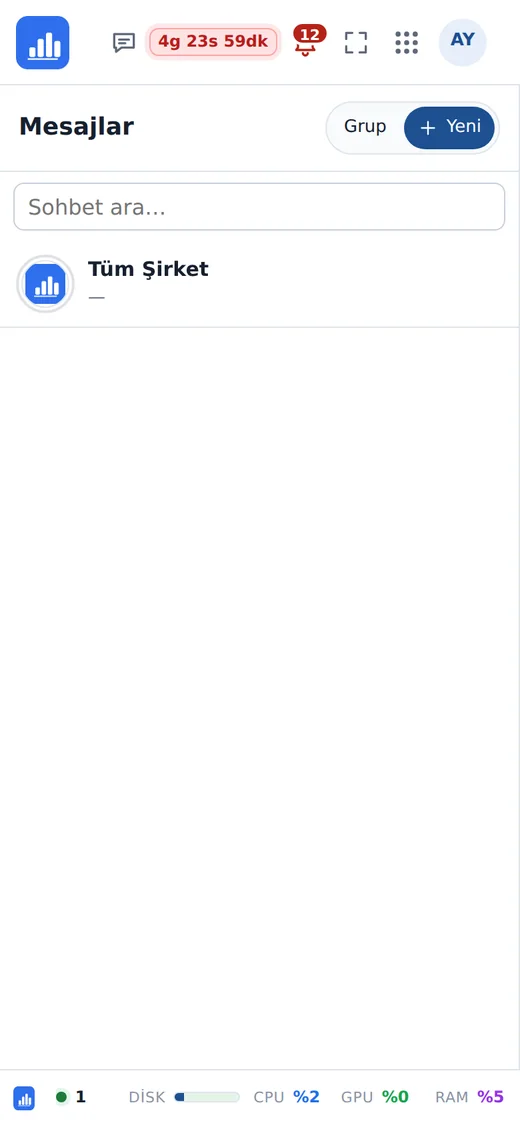 4g 23s 59dk
12
AY
Mesajlar
Grup
+ Yeni
Sohbet ara...
Tüm Şirket
—
1 DİSK CPU %2 GPU %0 RAM %5